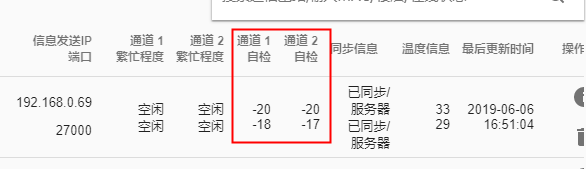 信息发送IP 通道 1 通道 2 通道 1 通道 2 同步信息 温度信息 最后更新时间 操作
端口 繁忙程度 繁忙程度 自检 自检
192.168.0.69 空闲 空闲 -20 -20 已同步/服务器 33 2019-06-06
27000 空闲 空闲 -18 -17 已同步/服务器 29 16:51:04